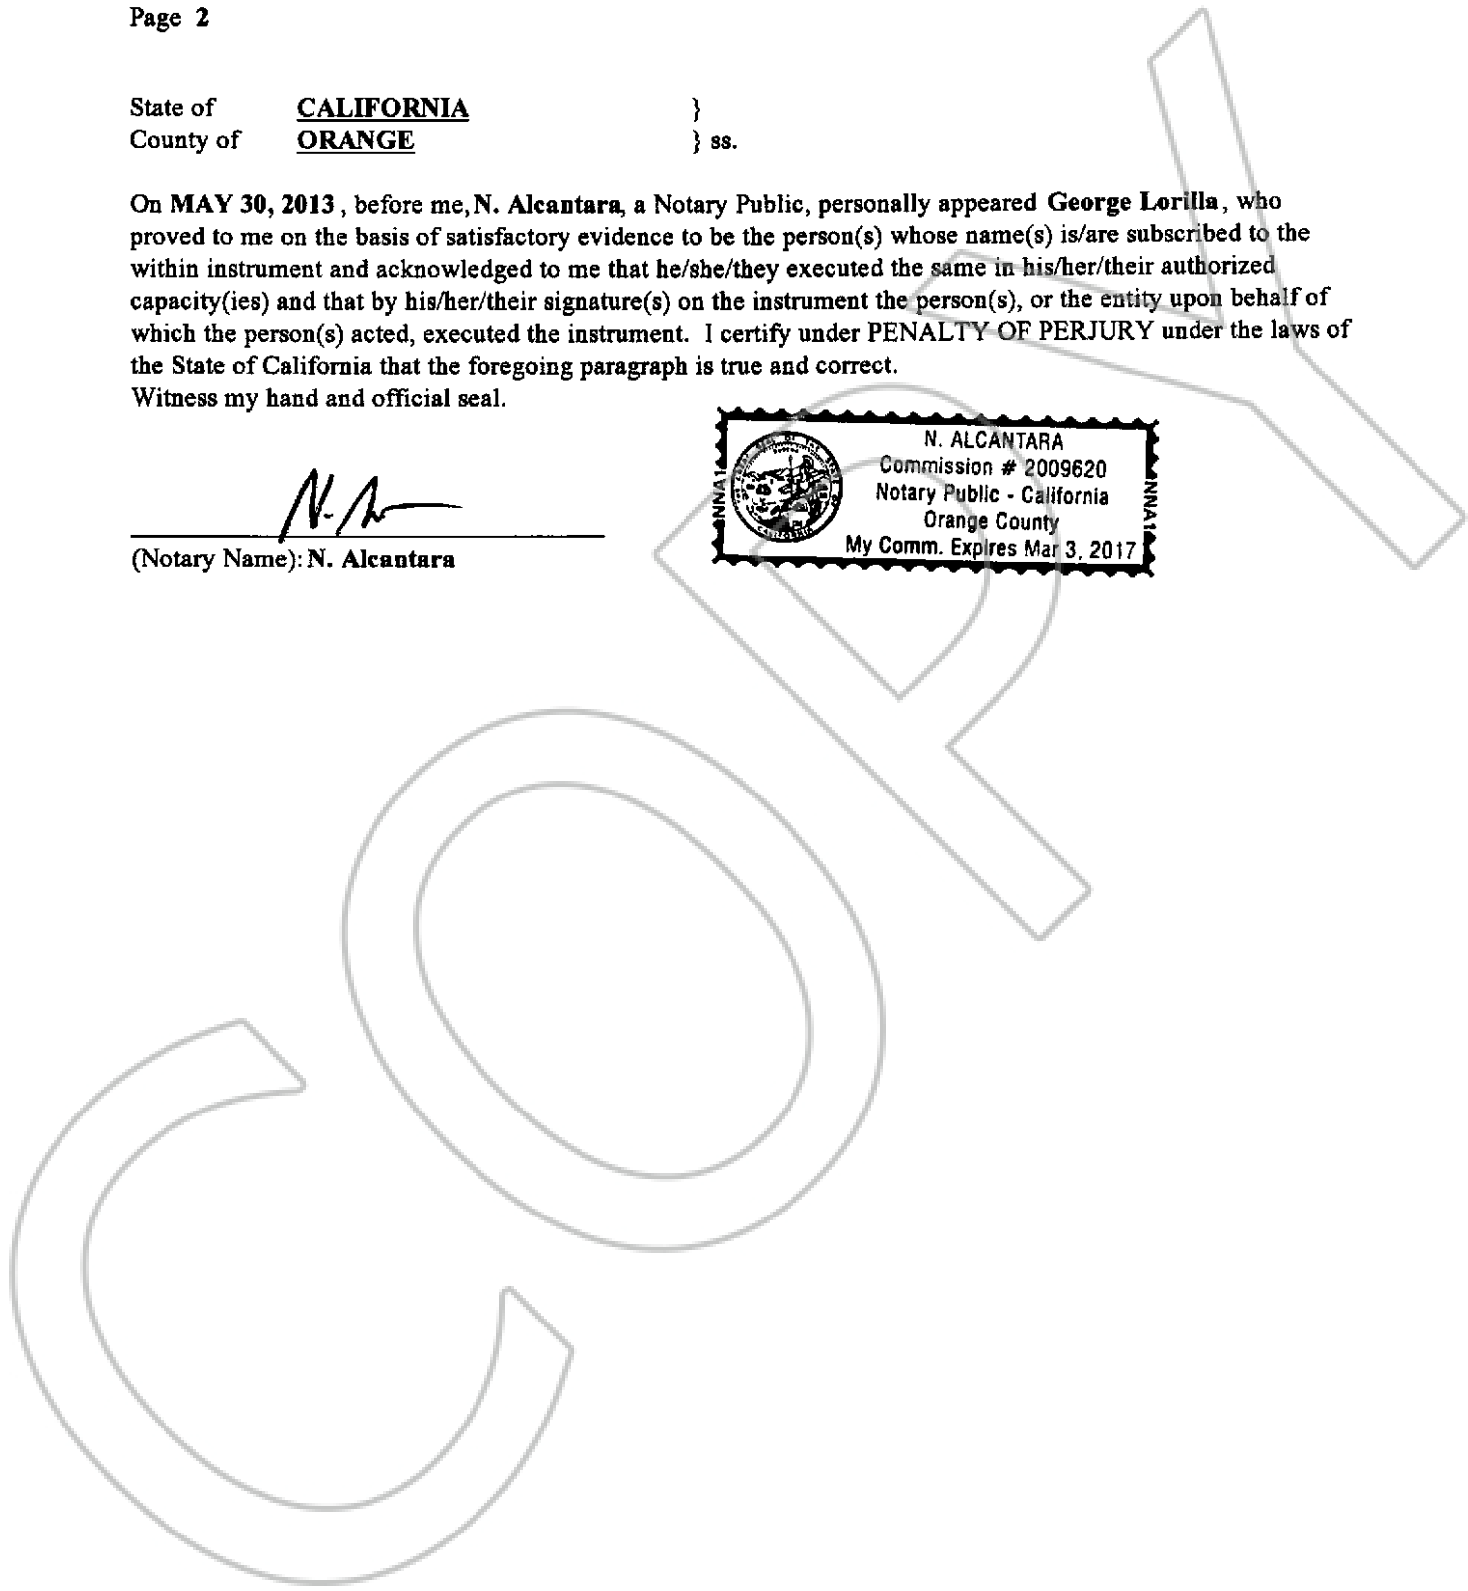 Page 2
State of CALIFORNIA }
County of ORANGE } ss.
On MAY 30, 2013 , before me, N. Alcantara, a Notary Public, personally appeared George Lorilla, who
proved to me on the basis of satisfactory evidence to be the person(s) whose name(s) is/are subscribed to the
within instrument and acknowledged to me that he/she/they executed the same in his/her/their authorized
capacity(ies) and that by his/her/their signature(s) on the instrument the person(s), or the entity upon behalf of
which the person(s) acted, executed the instrument. I certify under PENALTY OF PERJURY under the laws of
the State of California that the foregoing paragraph is true and correct.
Witness my hand and official seal.
N. ALCANTARA
Commission # 2009620
Notary Public - California
Orange County
My Comm. Expires Mar 3, 2017
(Notary Name): N. Alcantara
COPY